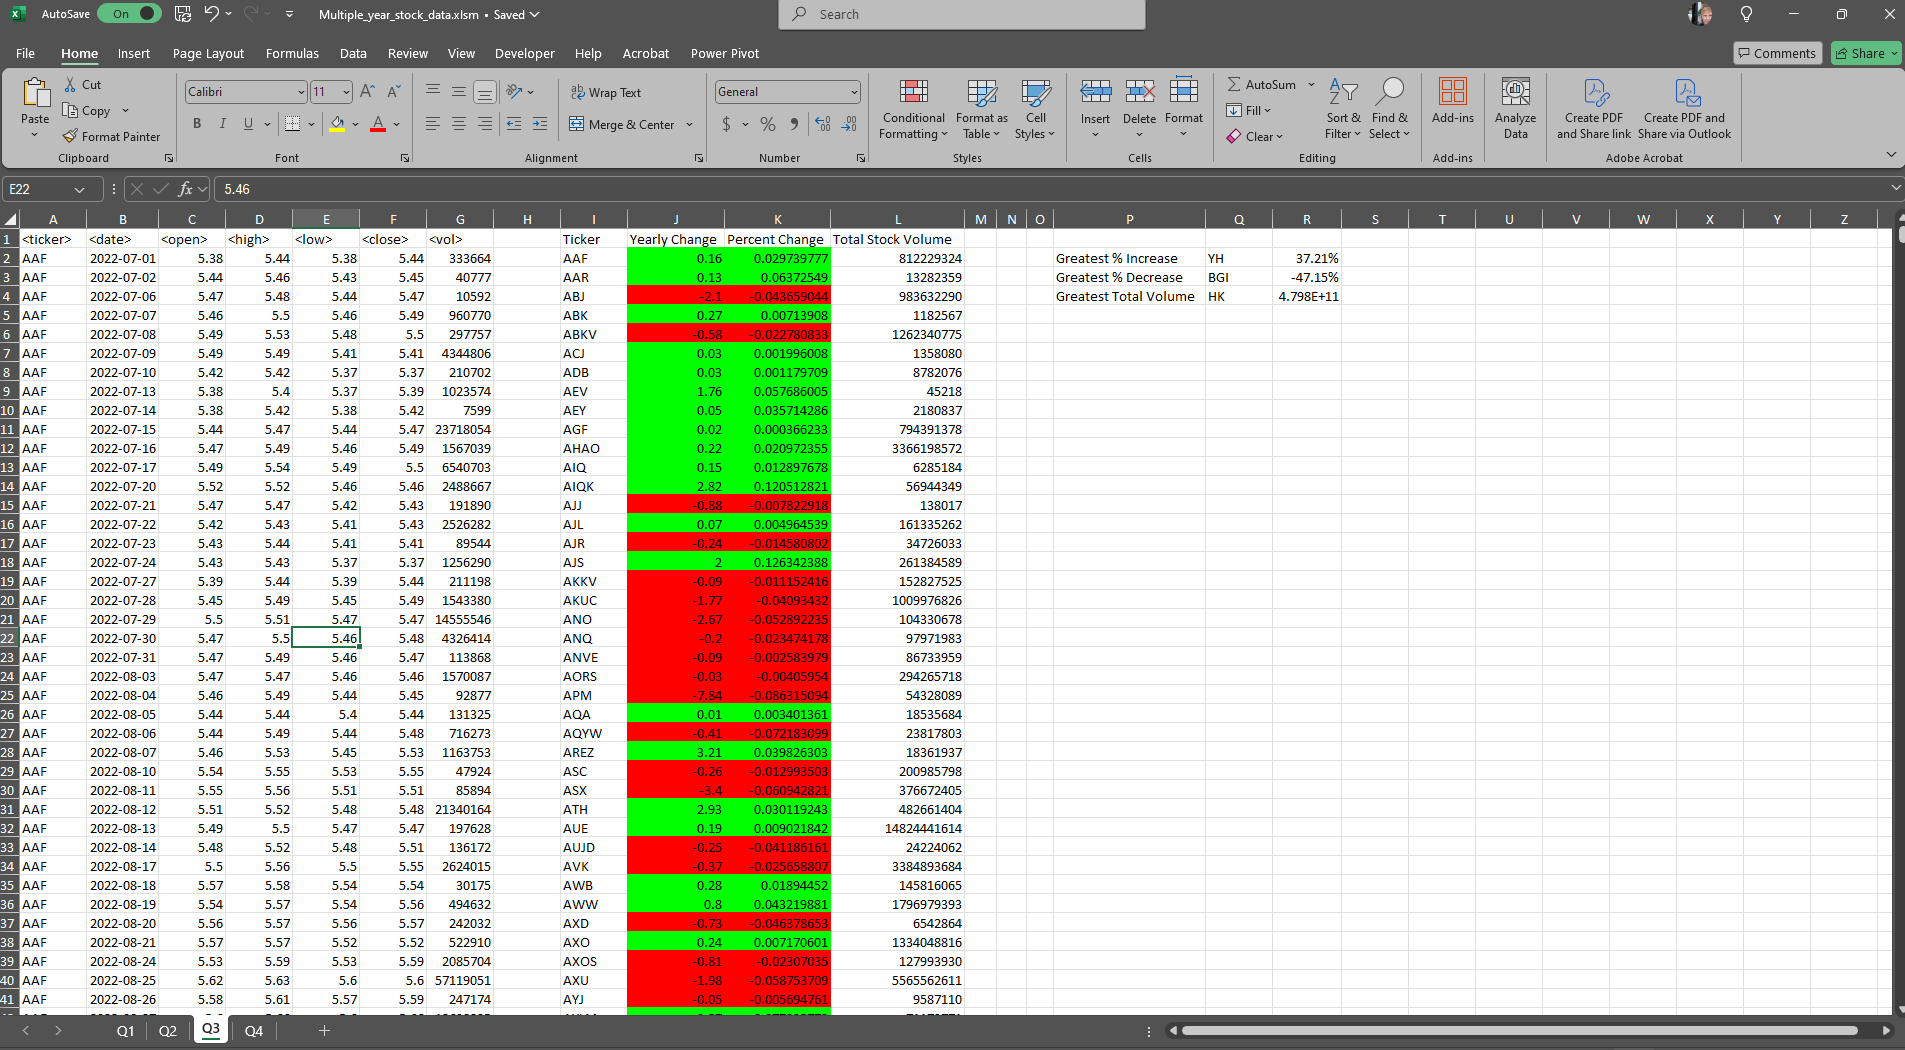 AutoSave On Multiple_year_stock_data.xlsm • Saved Search
File Home Insert Page Layout Formulas Data Review View Developer Help Acrobat Power Pivot Comments Share
Paste Cut Copy Format Painter Clipboard
Calibri 11 B I U Font
Wrap Text Merge & Center Alignment
General $ % Number
Conditional Formatting Format as Table Cell Styles Styles
Insert Delete Format Cells
AutoSum Fill Clear Sort & Filter Find & Select Editing
Add-ins Add-ins
Analyze Data
Create PDF and Share link Create PDF and Share via Outlook Adobe Acrobat
E22 fx 5.46
A B C D E F G H I J K L M N O P Q R S T U V W X Y Z
1 <ticker> <date> <open> <high> <low> <close> <vol> Ticker Yearly Change Percent Change Total Stock Volume
2 AAF 2022-07-01 5.38 5.44 5.38 5.44 333664 AAF 0.16 0.029739777 812229324 Greatest % Increase YH 37.21%
3 AAF 2022-07-02 5.44 5.46 5.43 5.45 40777 AAR 0.13 0.06372549 13282359 Greatest % Decrease BGI -47.15%
4 AAF 2022-07-06 5.47 5.48 5.44 5.47 10592 ABJ -2.1 -0.043659044 983632290 Greatest Total Volume HK 4.798E+11
5 AAF 2022-07-07 5.46 5.5 5.46 5.49 960770 ABK 0.27 0.00713908 1182567
6 AAF 2022-07-08 5.49 5.53 5.48 5.5 297757 ABKV -0.58 -0.022780833 1262340775
7 AAF 2022-07-09 5.49 5.49 5.41 5.41 4344806 ACJ 0.03 0.001996008 1358080
8 AAF 2022-07-10 5.42 5.42 5.37 5.37 210702 ADB 0.03 0.001179709 8782076
9 AAF 2022-07-13 5.38 5.4 5.37 5.39 1023574 AEV 1.76 0.057686005 45218
10 AAF 2022-07-14 5.38 5.42 5.38 5.42 7599 AEY 0.05 0.035714286 2180837
11 AAF 2022-07-15 5.44 5.47 5.44 5.47 23718054 AGF 0.02 0.000366233 794391378
12 AAF 2022-07-16 5.47 5.49 5.46 5.49 1567039 AHAO 0.22 0.020972355 3366198572
13 AAF 2022-07-17 5.49 5.54 5.49 5.5 6540703 AIQ 0.15 0.012897678 6285184
14 AAF 2022-07-20 5.52 5.52 5.46 5.46 2488667 AIQK 2.82 0.120512821 56944349
15 AAF 2022-07-21 5.47 5.47 5.42 5.43 191890 AJJ -0.88 -0.007822918 138017
16 AAF 2022-07-22 5.42 5.43 5.41 5.43 2526282 AJL 0.07 0.004964539 161335262
17 AAF 2022-07-23 5.43 5.44 5.41 5.41 89544 AJR -0.24 -0.014580802 34726033
18 AAF 2022-07-24 5.43 5.43 5.37 5.37 1256290 AJS 2 0.126342388 261384589
19 AAF 2022-07-27 5.39 5.44 5.39 5.44 211198 AKKV -0.09 -0.011152416 152827525
20 AAF 2022-07-28 5.45 5.49 5.45 5.49 1543380 AKUC -1.77 -0.04093432 1009976826
21 AAF 2022-07-29 5.5 5.51 5.47 5.47 14555546 ANO -2.67 -0.052892235 104330678
22 AAF 2022-07-30 5.47 5.5 5.46 5.48 4326414 ANQ -0.2 -0.023474178 97971983
23 AAF 2022-07-31 5.47 5.49 5.46 5.47 113868 ANVE -0.09 -0.002583979 86733959
24 AAF 2022-08-03 5.47 5.47 5.46 5.46 1570087 AORS -0.03 -0.00405954 294265718
25 AAF 2022-08-04 5.46 5.49 5.44 5.45 92877 APM -7.84 -0.086315094 54328089
26 AAF 2022-08-05 5.44 5.44 5.4 5.44 131325 AQA 0.01 0.003401361 18535684
27 AAF 2022-08-06 5.44 5.49 5.44 5.48 716273 AQYW -0.41 -0.072183099 23817803
28 AAF 2022-08-07 5.46 5.53 5.45 5.53 1163753 AREZ 3.21 0.039826303 18361937
29 AAF 2022-08-10 5.54 5.55 5.53 5.55 47924 ASC -0.26 -0.012993503 200985798
30 AAF 2022-08-11 5.55 5.56 5.51 5.51 85894 ASX -3.4 -0.060942821 376672405
31 AAF 2022-08-12 5.51 5.52 5.48 5.48 21340164 ATH 2.93 0.030119243 482661404
32 AAF 2022-08-13 5.49 5.5 5.47 5.47 197628 AUE 0.19 0.009021842 14824441614
33 AAF 2022-08-14 5.48 5.52 5.48 5.51 136172 AUJD -0.25 -0.041186161 24224062
34 AAF 2022-08-17 5.5 5.56 5.5 5.55 2624015 AVK -0.37 -0.025658807 3384893684
35 AAF 2022-08-18 5.57 5.58 5.54 5.54 30175 AWB 0.28 0.01894452 145816065
36 AAF 2022-08-19 5.54 5.57 5.54 5.56 494632 AWW 0.8 0.043219881 1796979393
37 AAF 2022-08-20 5.56 5.57 5.56 5.57 242032 AXD -0.73 -0.046378653 6542864
38 AAF 2022-08-21 5.57 5.57 5.52 5.52 522910 AXO 0.24 0.007170601 1334048816
39 AAF 2022-08-24 5.53 5.59 5.53 5.59 2085704 AXOS -0.81 -0.02307035 127993930
40 AAF 2022-08-25 5.62 5.63 5.6 5.6 57119051 AXU -1.98 -0.058753709 5565562611
41 AAF 2022-08-26 5.58 5.61 5.57 5.59 247174 AYJ -0.05 -0.005694761 9587110
Q1 Q2 Q3 Q4